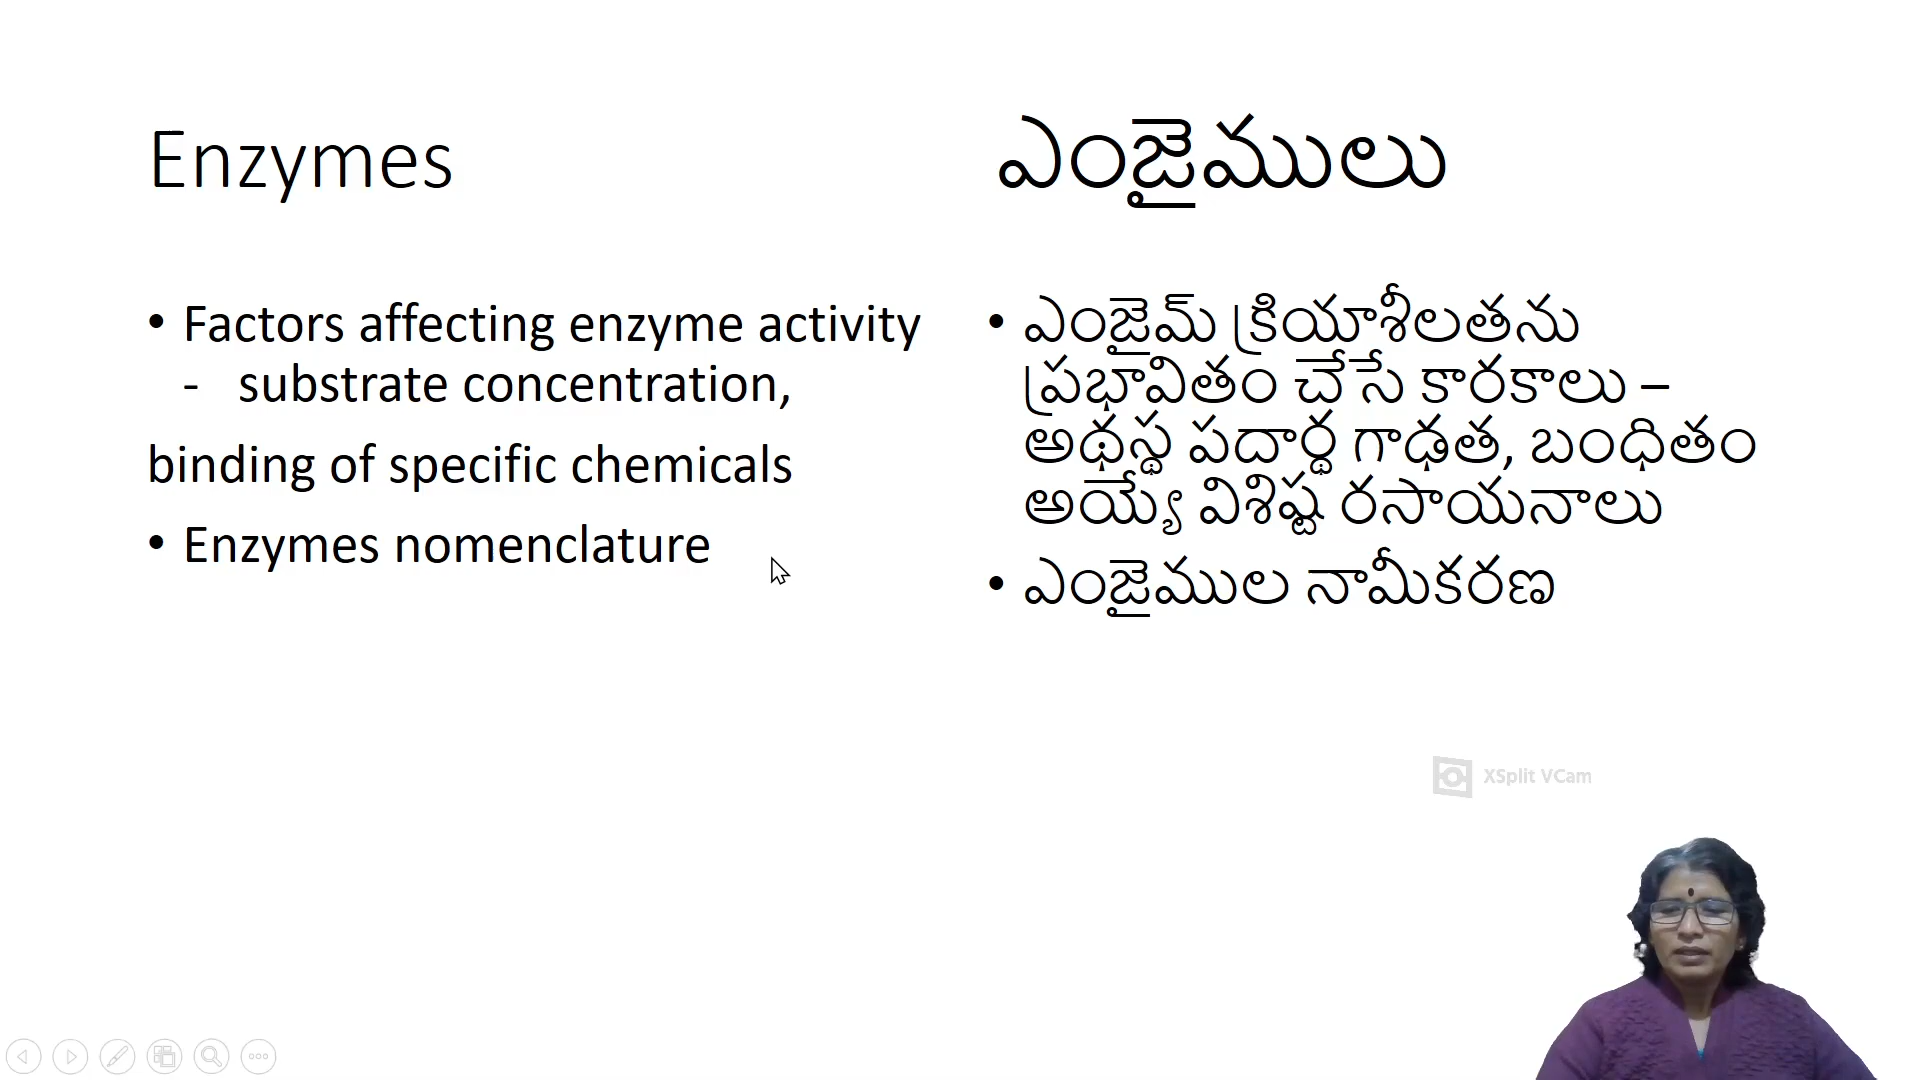 Enzymes
• Factors affecting enzyme activity
- substrate concentration,
binding of specific chemicals
• Enzymes nomenclature
ఎంజైములు
• ఎంజైమ్ క్రియాశీలతను
ప్రభావితం చేసే కారకాలు –
అథస్థ పదార్థ గాఢత, బంధితం
అయ్యే విశిష్ట రసాయనాలు
• ఎంజైముల నామీకరణ
XSplit VCam